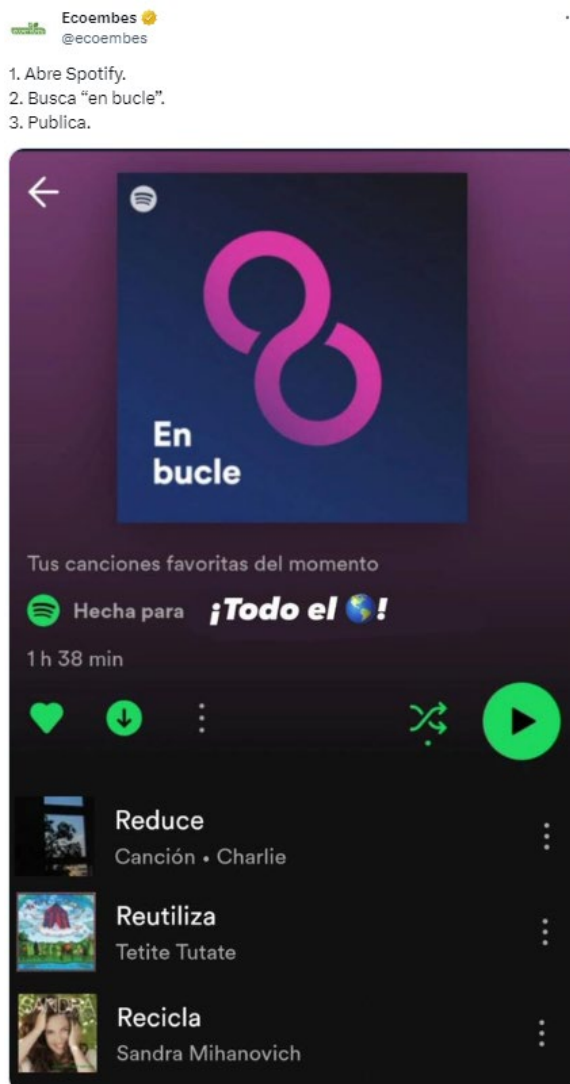 Ecoembes
@ecoembes
1. Abre Spotify.
2. Busca “en bucle”.
3. Publica.
En
bucle
Tus canciones favoritas del momento
Hecha para ¡Todo el 🌎!
1 h 38 min
Reduce
Canción • Charlie
Reutiliza
Tetite Tutate
SANDRA
Recicla
Sandra Mihanovich